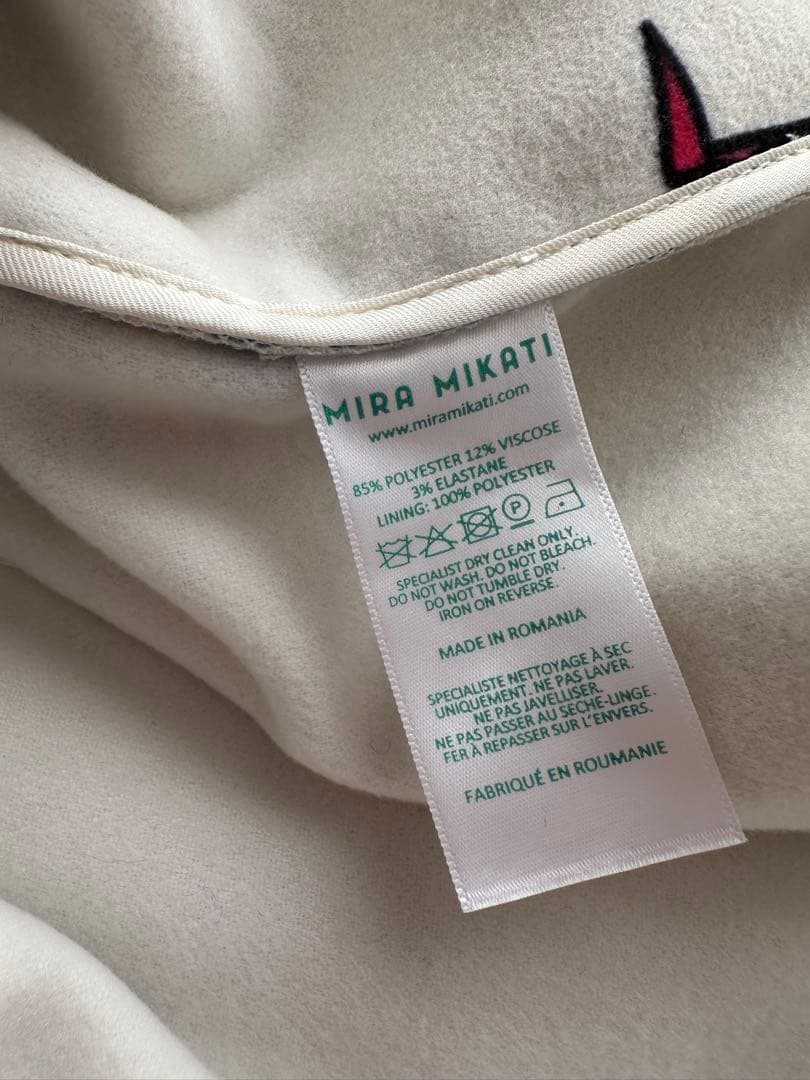 MIRA MIKATI
www.miramikati.com
85% POLYESTER 12% VISCOSE
3% ELASTANE
LINING: 100% POLYESTER
P
SPECIALIST DRY CLEAN ONLY.
DO NOT WASH. DO NOT BLEACH.
DO NOT TUMBLE DRY.
IRON ON REVERSE.
MADE IN ROMANIA
SPECIALISTE NETTOYAGE À SEC
UNIQUEMENT. NE PAS LAVER.
NE PAS JAVELLISER.
NE PAS PASSER AU SECHE-LINGE.
FER À REPASSER SUR L'ENVERS.
FABRIQUÉ EN ROUMANIE